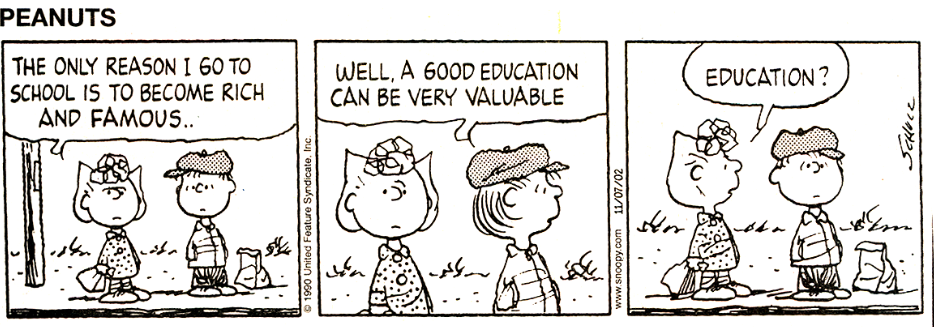 PEANUTS
THE ONLY REASON I GO TO
SCHOOL IS TO BECOME RICH
AND FAMOUS..
© 1990 United Feature Syndicate, Inc.
WELL, A GOOD EDUCATION
CAN BE VERY VALUABLE
www.snoopy.com 11/07/02
EDUCATION?
SCHULZ